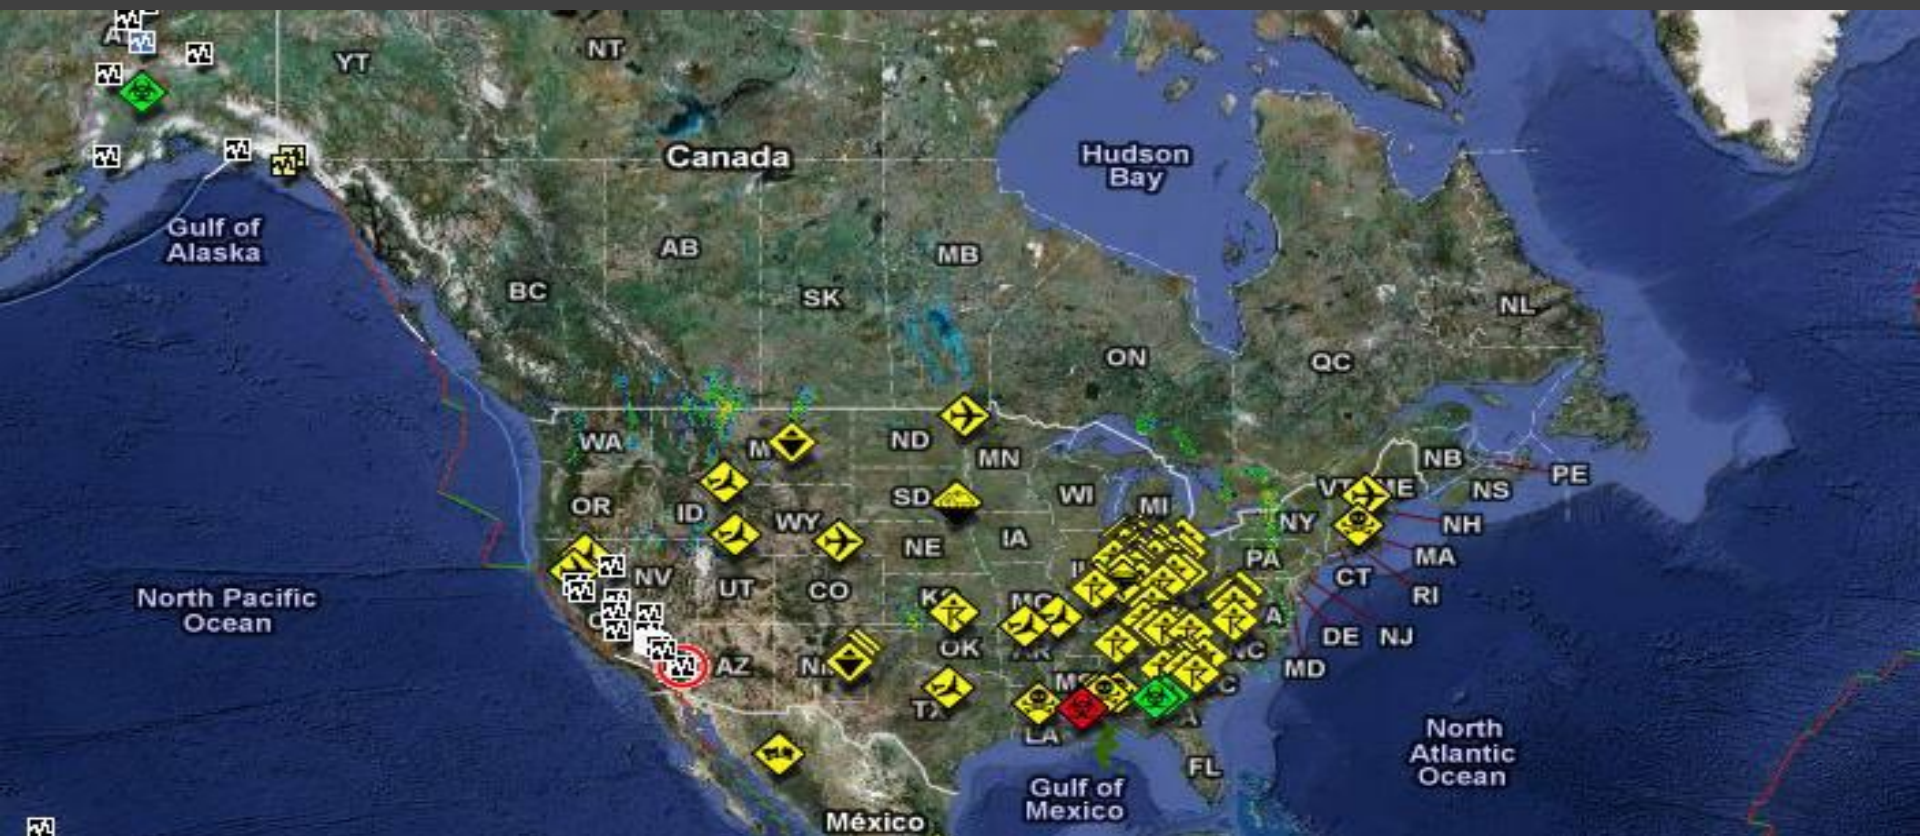 YT
NT
Canada
Hudson
Bay
Gulf of
Alaska
AB
MB
BC
SK
NL
ON
QC
WA
ND
MN
NB
PE
OR
ID
WY
SD
WI
MI
NS
NY
NH
NE
IA
PA
MA
NV
UT
CO
CT
RI
North Pacific
Ocean
DE
NJ
OK
AZ
MD
TX
LA
FL
North
Atlantic
Ocean
Gulf of
Mexico
México